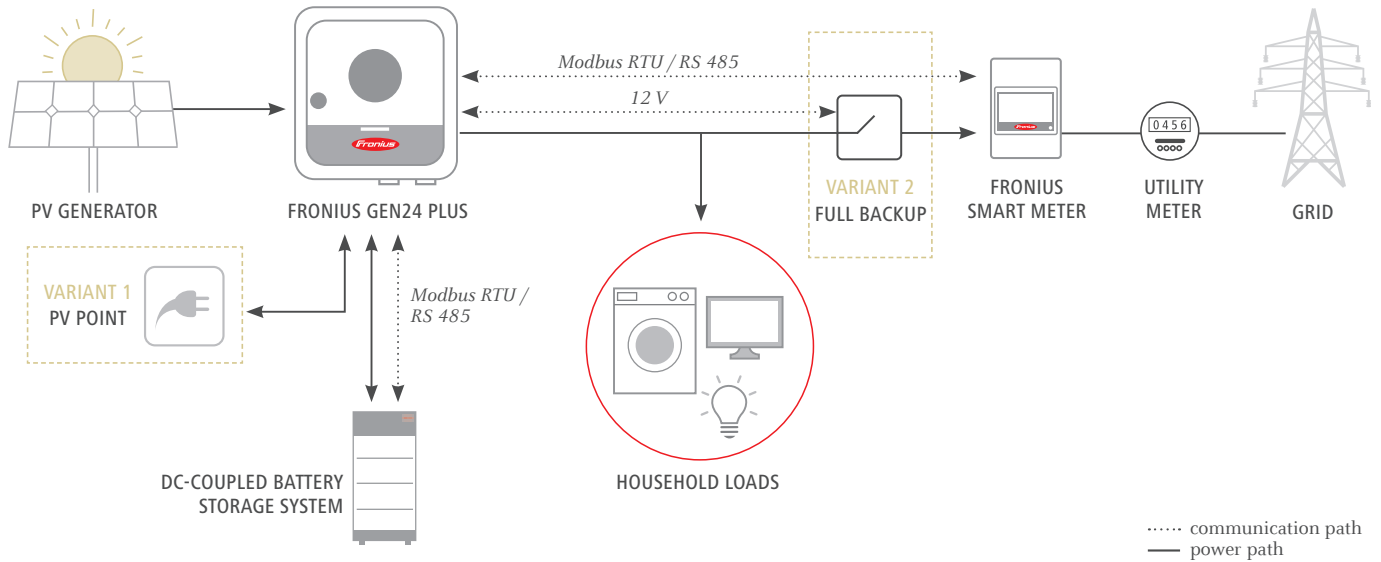 Modbus RTU / RS 485
12 V
Fronius
Fronius
0456
PV GENERATOR
FRONIUS GEN24 PLUS
VARIANT 2
FULL BACKUP
FRONIUS
SMART METER
UTILITY
METER
GRID
VARIANT 1
PV POINT
Modbus RTU /
RS 485
DC-COUPLED BATTERY
STORAGE SYSTEM
HOUSEHOLD LOADS
communication path
power path